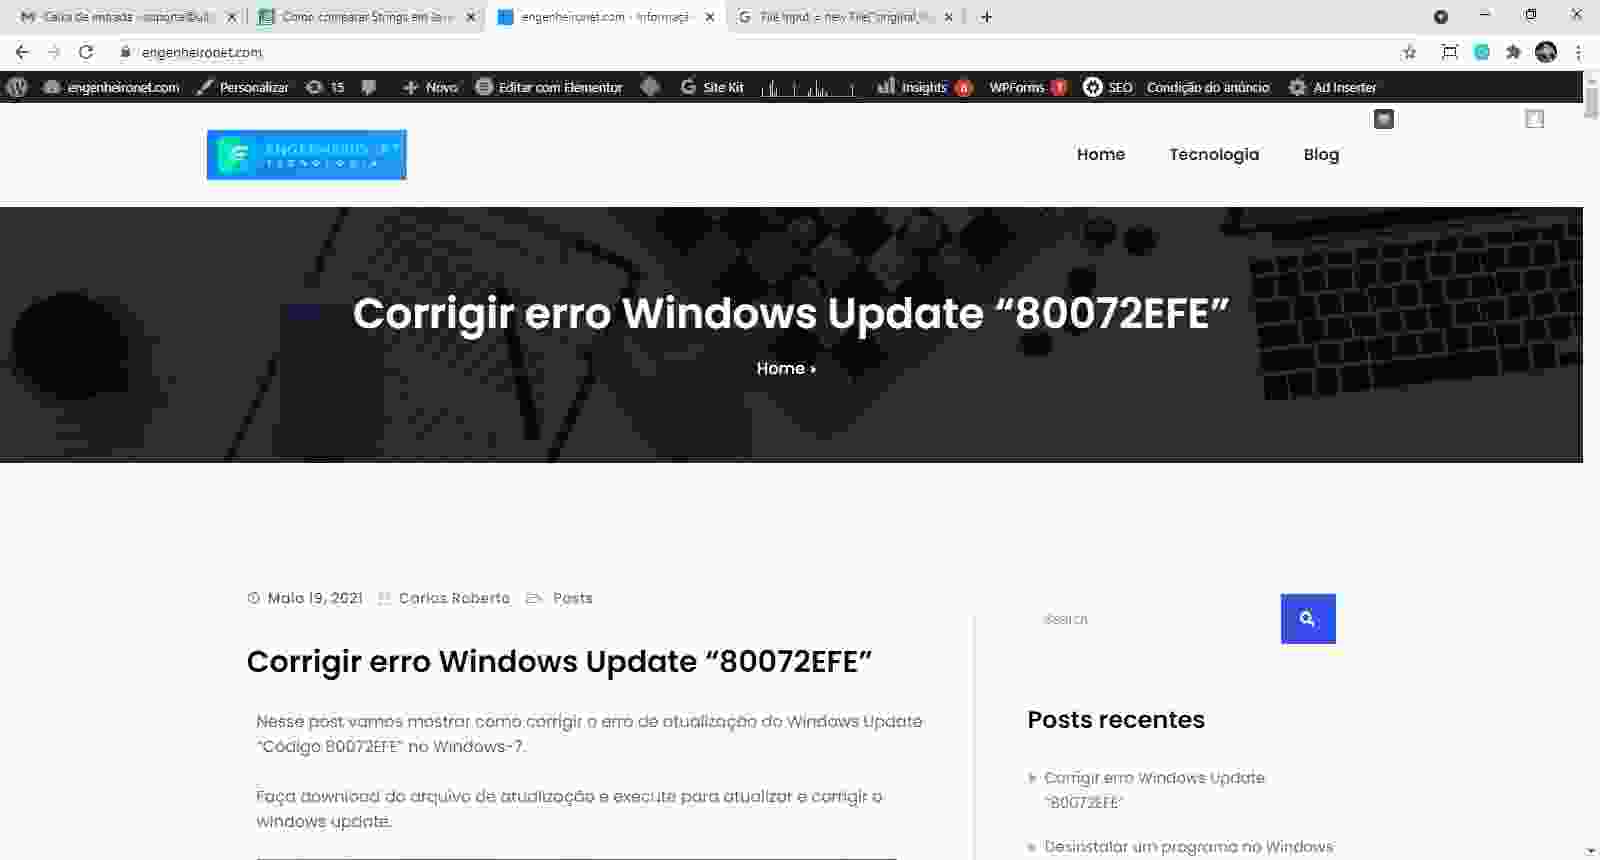 Caixa de entrada - suporte@ult
Como comparar Strings em Java
engenheironet.com - Informaçã
File input = new File("original_
engenheironet.com
engenheironet.com Personalizar 15 Novo Editar com Elementor Site Kit Insights 8 WPForms 1 SEO Condição do anúncio Ad Inserter
TECNOLOGIA
Home Tecnologia Blog
Corrigir erro Windows Update “80072EFE”
Home
Maio 19, 2021 Carlos Roberto Posts
Search
Corrigir erro Windows Update “80072EFE”
Nesse post vamos mostrar como corrigir o erro de atualização do Windows Update
“Código 80072EFE” no Windows-7.
Faça download do arquivo de atualização e execute para atualizar e corrigir o
windows update.
Posts recentes
Corrigir erro Windows Update
“80072EFE”
Desinstalar um programa no Windows